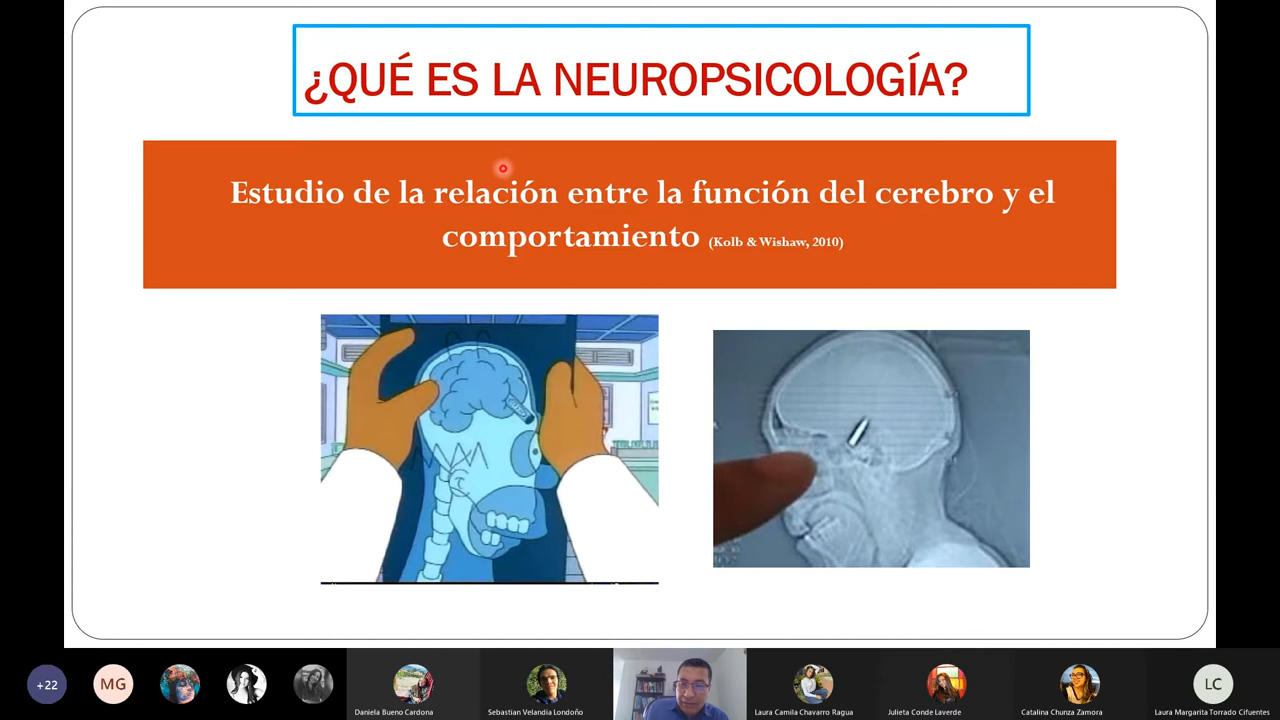 ¿QUÉ ES LA NEUROPSICOLOGÍA?
Estudio de la relación entre la función del cerebro y el
comportamiento (Kolb & Wishaw, 2010)
+22
MG
LC
Daniela Bueno Cardona
Sebastian Velandia Londoño
Laura Camila Chavarro Ragua
Julieta Conde Laverde
Catalina Chunza Zamora
Laura Margarita Torrado Cifuentes